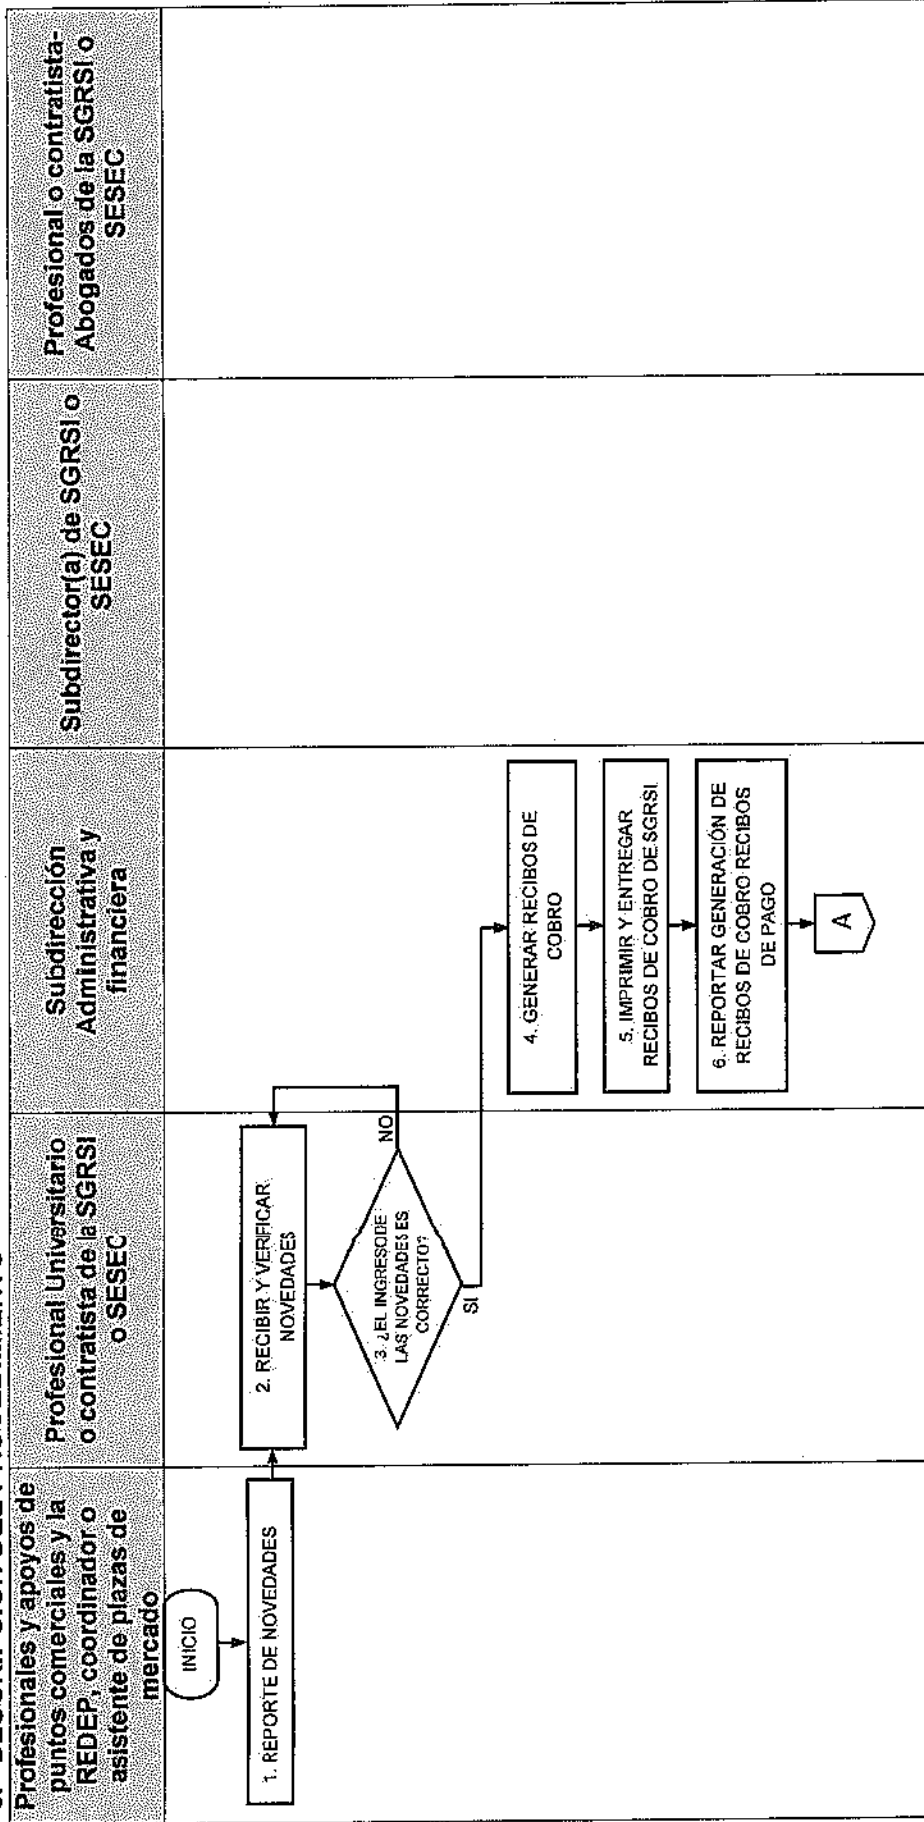 Profesionales y apoyos de
puntos comerciales y la
REDEP, coordinador o
asistente de plazas de
mercado
Profesional Universitario
o contratista de la SGRSI
o SESEC
Subdirección
Administrativa y
financiera
Subdirector(a) de SGRSI o
SESEC
Profesional o contratista-
Abogados de la SGRSI o
SESEC
INICIO
1. REPORTE DE NOVEDADES
2. RECIBIR Y VERIFICAR
NOVEDADES
3. ¿EL INGRESO DE
LAS NOVEDADES ES
CORRECTO?
NO
SI
4. GENERAR RECIBOS DE
COBRO
5. IMPRIMIR Y ENTREGAR
RECIBOS DE COBRO DE SGRSI
6. REPORTAR GENERACIÓN DE
RECIBOS DE COBRO RECIBOS
DE PAGO
A